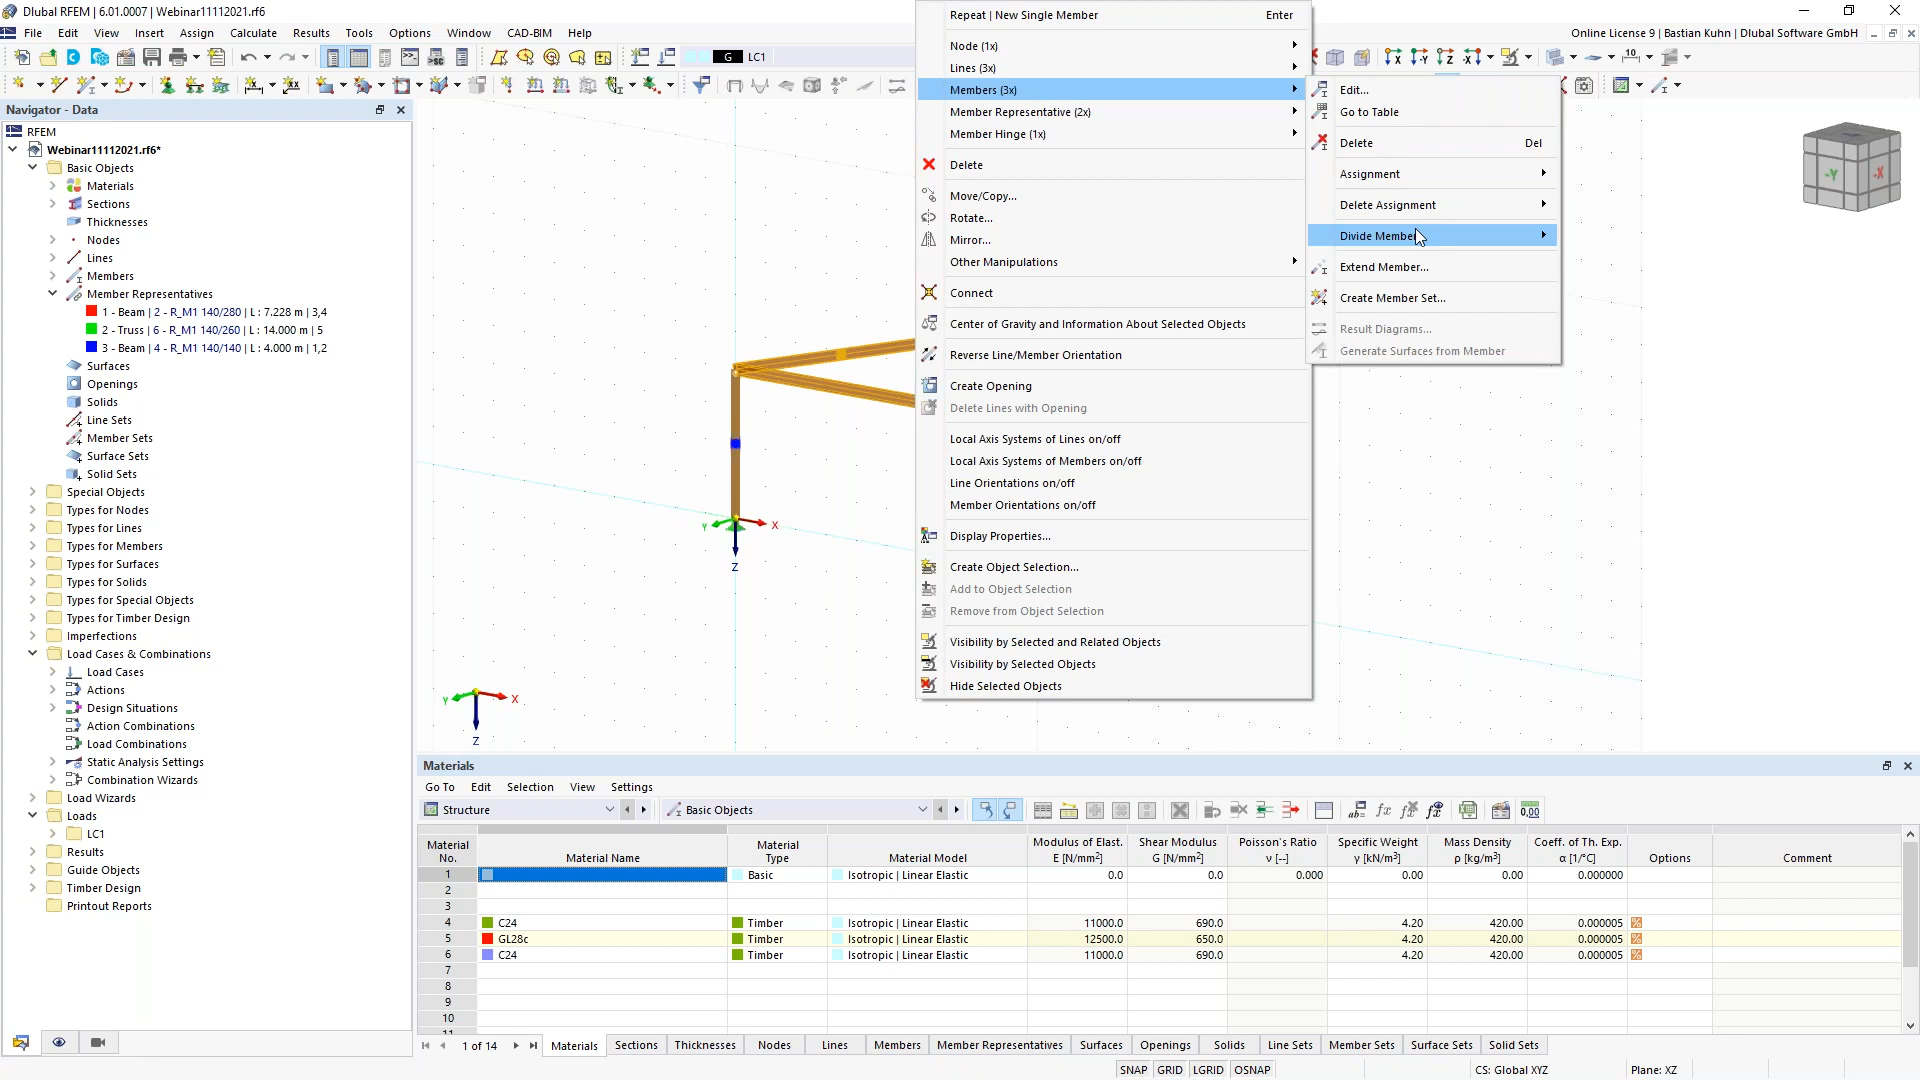 Dlubal RFEM | 6.01.0007 | Webinar11112021.rf6
File Edit View Insert Assign Calculate Results Tools Options Window CAD-BIM Help
Online License 9 | Bastian Kuhn | Dlubal Software GmbH
G LC1
Navigator - Data
RFEM
Webinar11112021.rf6*
Basic Objects
Materials
Sections
Thicknesses
Nodes
Lines
Members
Member Representatives
1 - Beam | 2 - R_M1 140/280 | L : 7.228 m | 3,4
2 - Truss | 6 - R_M1 140/260 | L : 14.000 m | 5
3 - Beam | 4 - R_M1 140/140 | L : 4.000 m | 1,2
Surfaces
Openings
Solids
Line Sets
Member Sets
Surface Sets
Solid Sets
Special Objects
Types for Nodes
Types for Lines
Types for Members
Types for Surfaces
Types for Solids
Types for Special Objects
Types for Timber Design
Imperfections
Load Cases & Combinations
Load Cases
Actions
Design Situations
Action Combinations
Load Combinations
Static Analysis Settings
Combination Wizards
Load Wizards
Loads
LC1
Results
Guide Objects
Timber Design
Printout Reports
Repeat | New Single Member Enter
Node (1x)
Lines (3x)
Members (3x)
Member Representative (2x)
Member Hinge (1x)
Delete
Move/Copy...
Rotate...
Mirror...
Other Manipulations
Connect
Center of Gravity and Information About Selected Objects
Reverse Line/Member Orientation
Create Opening
Delete Lines with Opening
Local Axis Systems of Lines on/off
Local Axis Systems of Members on/off
Line Orientations on/off
Member Orientations on/off
Display Properties...
Create Object Selection...
Add to Object Selection
Remove from Object Selection
Visibility by Selected and Related Objects
Visibility by Selected Objects
Hide Selected Objects
Edit...
Go to Table
Delete Del
Assignment
Delete Assignment
Divide Member
Extend Member...
Create Member Set...
Result Diagrams...
Generate Surfaces from Member
-Y -X
Y X
Z
Y X
Z
Materials
Go To Edit Selection View Settings
Structure Basic Objects
Material No. Material Name Material Type Material Model Modulus of Elast. E [N/mm²] Shear Modulus G [N/mm²] Poisson's Ratio ν [--] Specific Weight γ [kN/m³] Mass Density ρ [kg/m³] Coeff. of Th. Exp. α [1/°C] Options Comment
1 Basic Isotropic | Linear Elastic 0.0 0.0 0.000 0.00 0.00 0.000000
2
3
4 C24 Timber Isotropic | Linear Elastic 11000.0 690.0 4.20 420.00 0.000005
5 GL28c Timber Isotropic | Linear Elastic 12500.0 650.0 4.20 420.00 0.000005
6 C24 Timber Isotropic | Linear Elastic 11000.0 690.0 4.20 420.00 0.000005
7
8
9
10
11
1 of 14 Materials Sections Thicknesses Nodes Lines Members Member Representatives Surfaces Openings Solids Line Sets Member Sets Surface Sets Solid Sets
SNAP GRID LGRID OSNAP CS: Global XYZ Plane: XZ